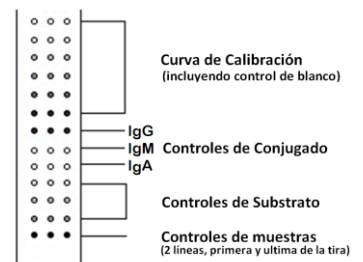 Curva de Calibración
(incluyendo control de blanco)
IgG
IgM Controles de Conjugado
IgA
Controles de Substrato
Controles de muestras
(2 líneas, primera y ultima de la tira)